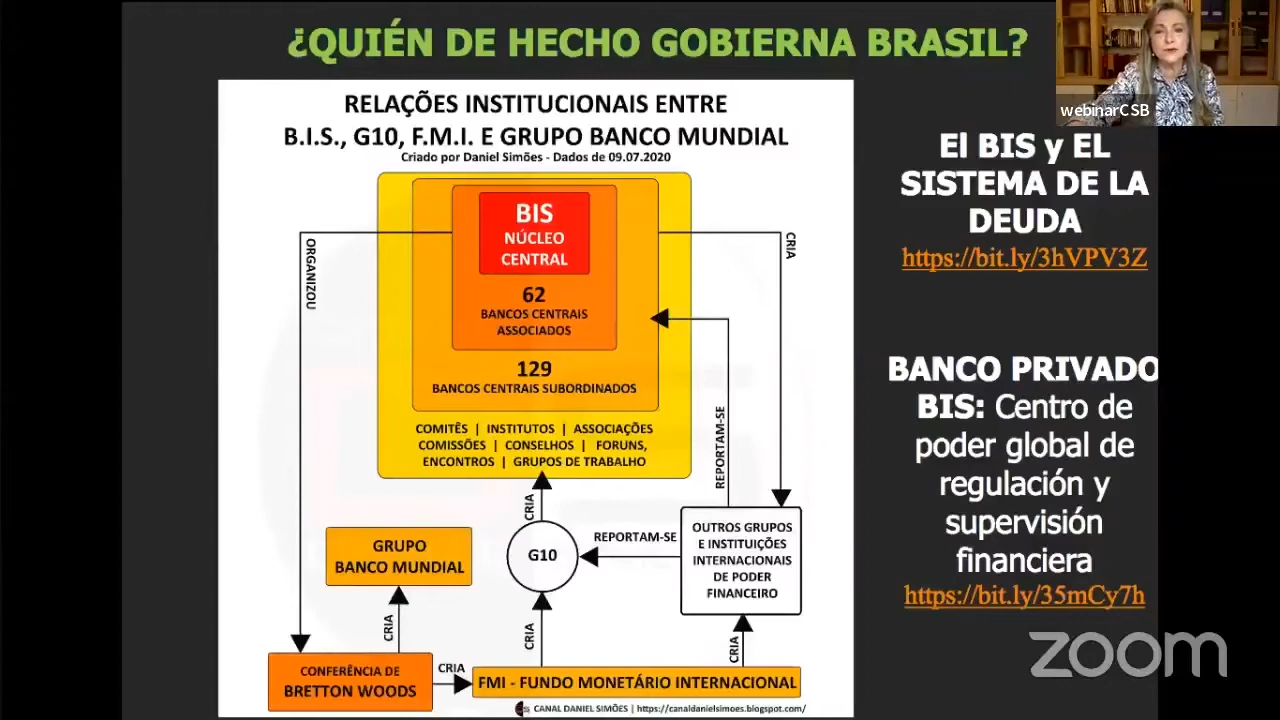 ¿QUIÉN DE HECHO GOBIERNA BRASIL?
webinarCSB
RELAÇÕES INSTITUCIONAIS ENTRE
B.I.S., G10, F.M.I. E GRUPO BANCO MUNDIAL
Criado por Daniel Simões - Dados de 09.07.2020
BIS
NÚCLEO
CENTRAL
62
BANCOS CENTRAIS
ASSOCIADOS
129
BANCOS CENTRAIS SUBORDINADOS
COMITÊS | INSTITUTOS | ASSOCIAÇÕES
COMISSÕES | CONSELHOS | FORUNS,
ENCONTROS | GRUPOS DE TRABALHO
ORGANIZOU
CRIA
REPORTAM-SE
CRIA
G10
REPORTAM-SE
OUTROS GRUPOS
E INSTITUIÇÕES
INTERNACIONAIS
DE PODER
FINANCEIRO
GRUPO
BANCO MUNDIAL
CRIA
CRIA
CRIA
CONFERÊNCIA DE
BRETTON WOODS
CRIA
FMI - FUNDO MONETÁRIO INTERNACIONAL
CANAL DANIEL SIMÕES | https://canaldanielsimoes.blogspot.com/
El BIS y EL
SISTEMA DE LA
DEUDA
https://bit.ly/3hVPV3Z
BANCO PRIVADO
BIS: Centro de
poder global de
regulación y
supervisión
financiera
https://bit.ly/35mCy7h
zoom